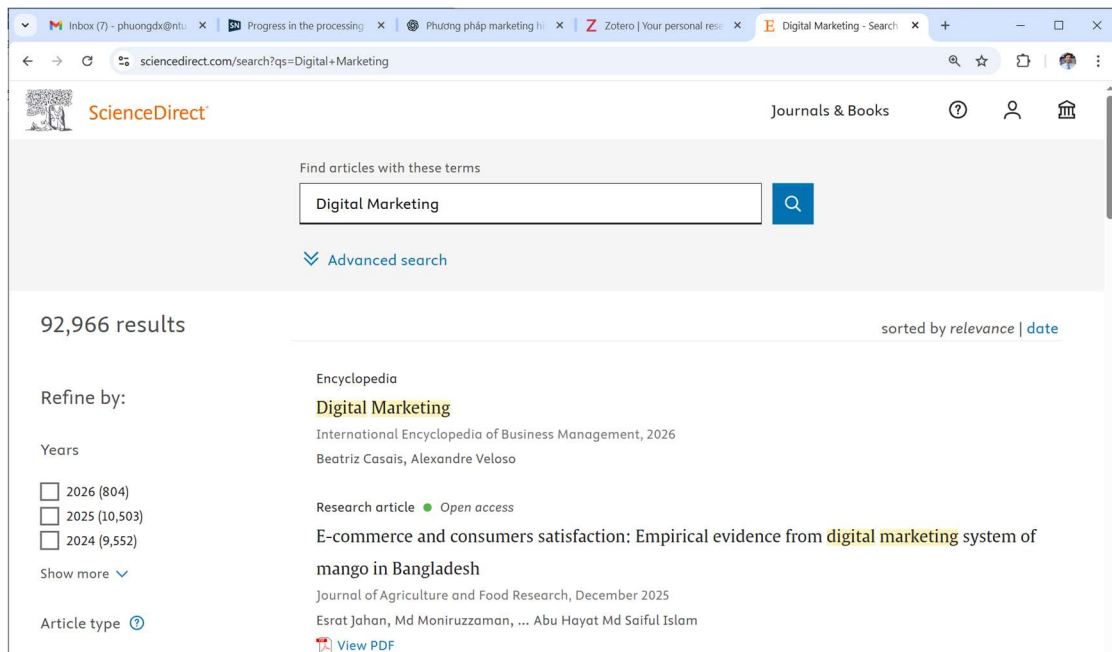 Inbox (7) - phuongdx@ntu
Progress in the processing
Phương pháp marketing hi
Zotero | Your personal rese
Digital Marketing - Search
sciencedirect.com/search?qs=Digital+Marketing
ScienceDirect
Journals & Books
Find articles with these terms
Digital Marketing
Advanced search
92,966 results
sorted by relevance | date
Refine by:
Years
2026 (804)
2025 (10,503)
2024 (9,552)
Show more
Article type
Encyclopedia
Digital Marketing
International Encyclopedia of Business Management, 2026
Beatriz Casais, Alexandre Veloso
Research article Open access
E-commerce and consumers satisfaction: Empirical evidence from digital marketing system of
mango in Bangladesh
Journal of Agriculture and Food Research, December 2025
Esrat Jahan, Md Moniruzzaman, ... Abu Hayat Md Saiful Islam
View PDF